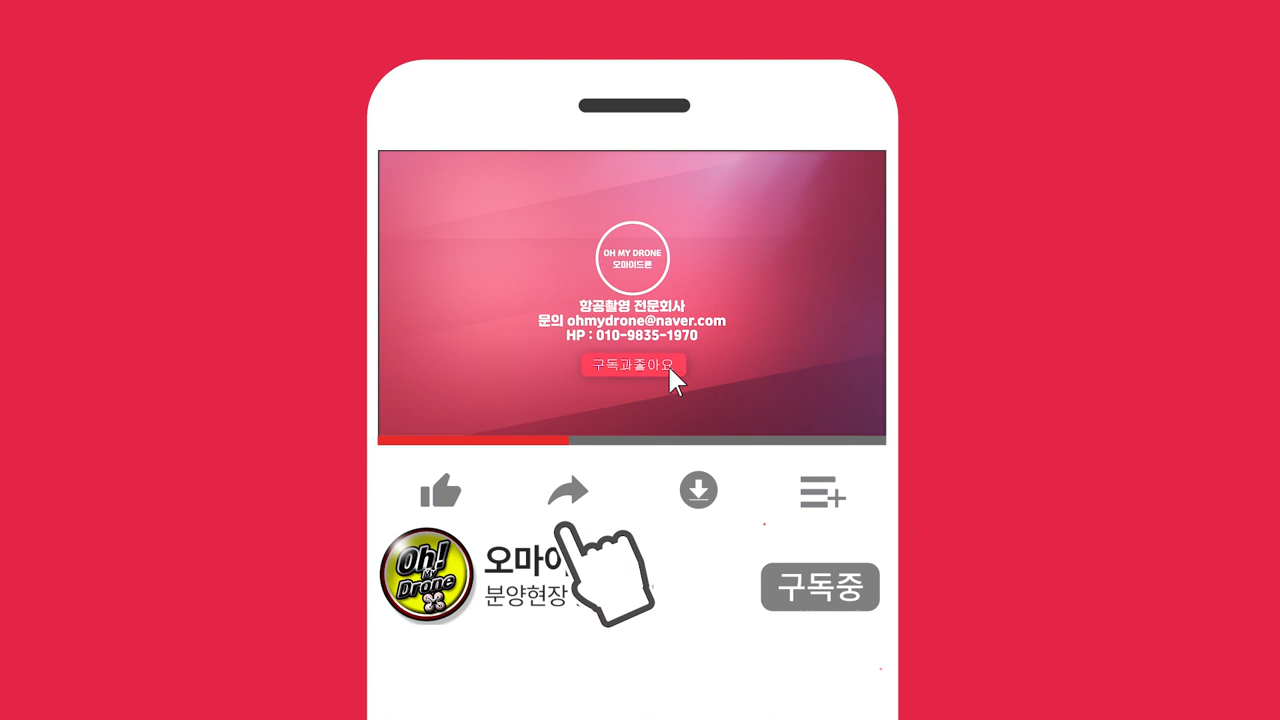 OH MY DRONE
오마이드론
항공촬영 전문회사
문의 ohmydrone@naver.com
HP : 010-9835-1970
구독과좋아요
Oh!
My
Drone
오마이
분양현장
구독중